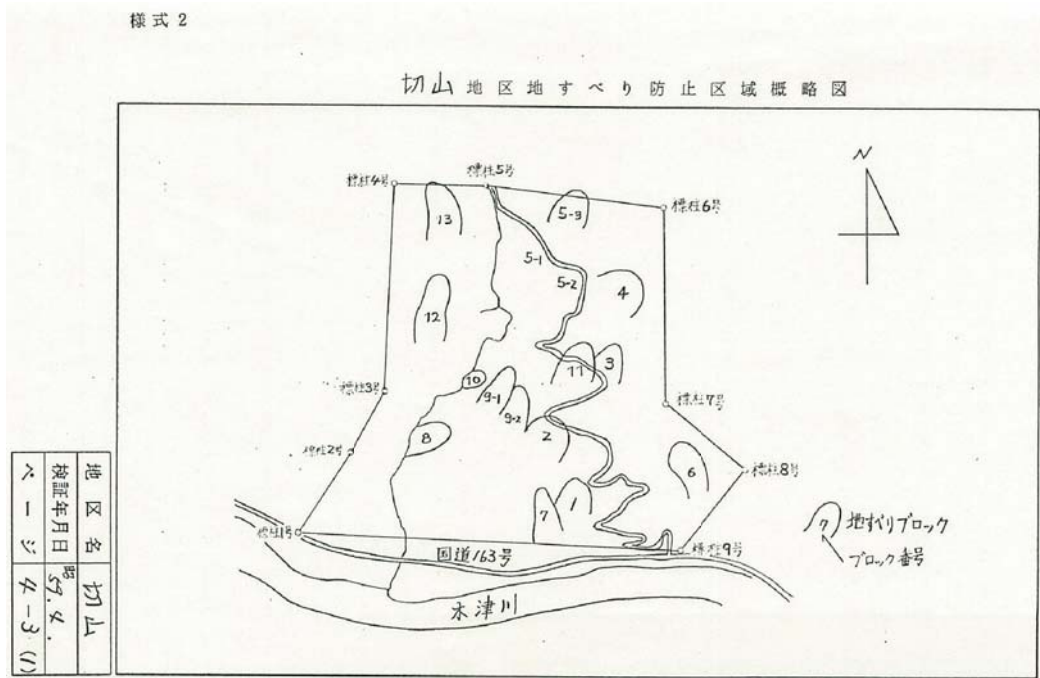 様式2
切山地区地すべり防止区域概略図
N
標柱4号
標柱5号
標柱6号
13
5-3
5-1
5-2
4
12
11
3
標柱3号
10
9-1
9-2
標柱7号
2
8
標柱2号
6
標柱8号
7
1
標柱1号
国道163号
標柱9号
木津川
7
地すべりブロック
ブロック番号
地区名 切山
検証年月日 昭59.4.
ページ 4-3(1)